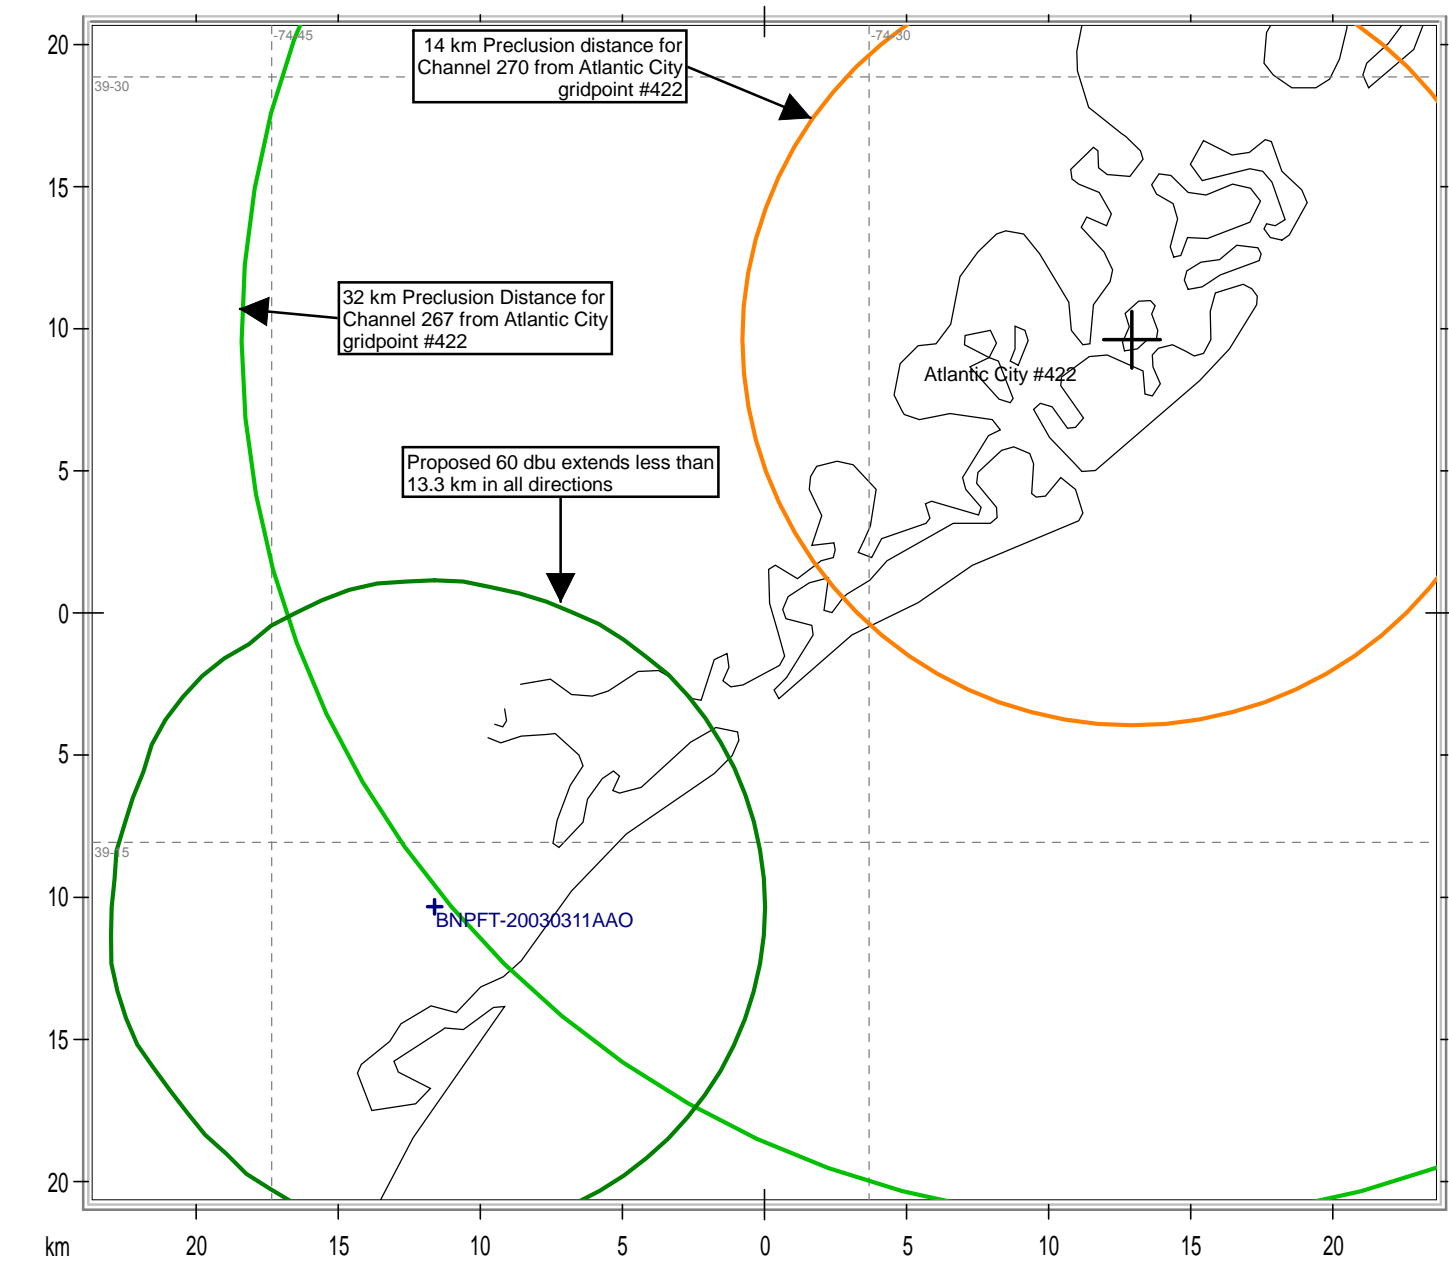 -74-45
-74-30
20
14 km Preclusion distance for
Channel 270 from Atlantic City
gridpoint #422
39-30
15
32 km Preclusion Distance for
Channel 267 from Atlantic City
gridpoint #422
10
Atlantic City #422
5
Proposed 60 dbu extends less than
13.3 km in all directions
0
5
39-15
10
BNPFT-20030311AAO
15
20
km 20 15 10 5 0 5 10 15 20